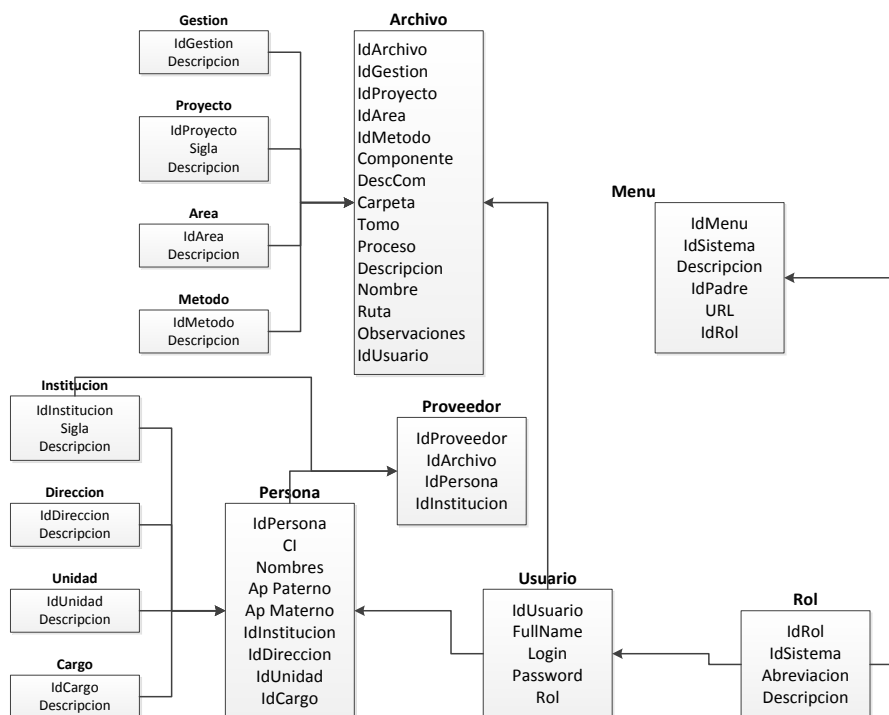 Gestion
IdGestion
Descripcion
Proyecto
IdProyecto
Sigla
Descripcion
Area
IdArea
Descripcion
Metodo
IdMetodo
Descripcion
Archivo
IdArchivo
IdGestion
IdProyecto
IdArea
IdMetodo
Componente
DescCom
Carpeta
Tomo
Proceso
Descripcion
Nombre
Ruta
Observaciones
IdUsuario
Menu
IdMenu
IdSistema
Descripcion
IdPadre
URL
IdRol
Institucion
IdInstitucion
Sigla
Descripcion
Direccion
IdDireccion
Descripcion
Unidad
IdUnidad
Descripcion
Cargo
IdCargo
Descripcion
Proveedor
IdProveedor
IdArchivo
IdPersona
IdInstitucion
Persona
IdPersona
CI
Nombres
Ap Paterno
Ap Materno
IdInstitucion
IdDireccion
IdUnidad
IdCargo
Usuario
IdUsuario
FullName
Login
Password
Rol
Rol
IdRol
IdSistema
Abreviacion
Descripcion